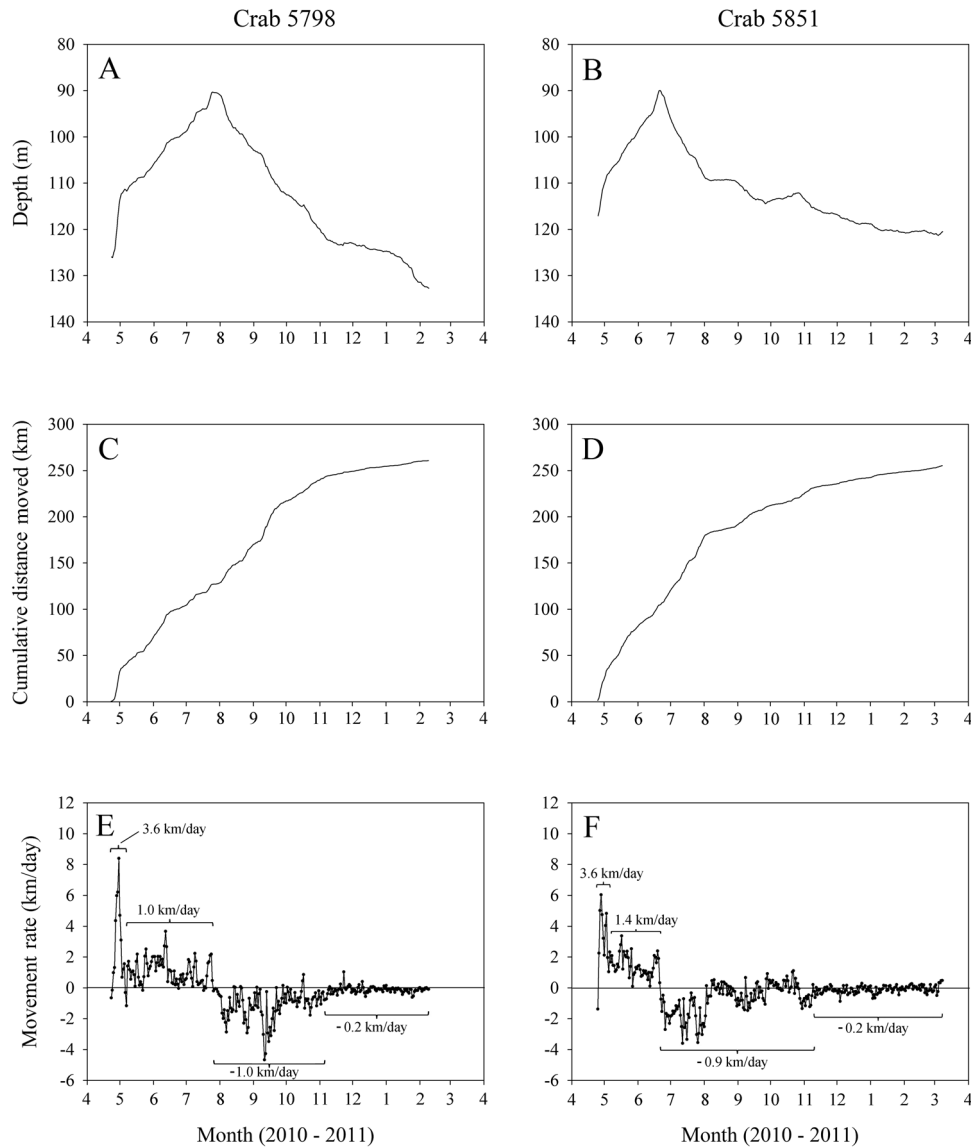 Crab 5798
Crab 5851
A
B
80
90
100
110
120
130
140
80
90
100
110
120
130
140
Depth (m)
4 5 6 7 8 9 10 11 12 1 2 3 4
4 5 6 7 8 9 10 11 12 1 2 3 4
C
D
300
250
200
150
100
50
0
300
250
200
150
100
50
0
Cumulative distance moved (km)
4 5 6 7 8 9 10 11 12 1 2 3 4
4 5 6 7 8 9 10 11 12 1 2 3 4
E
F
12
10
8
6
4
2
0
-2
-4
-6
12
10
8
6
4
2
0
-2
-4
-6
Movement rate (km/day)
3.6 km/day
1.0 km/day
-1.0 km/day
- 0.2 km/day
3.6 km/day
1.4 km/day
- 0.9 km/day
- 0.2 km/day
4 5 6 7 8 9 10 11 12 1 2 3 4
4 5 6 7 8 9 10 11 12 1 2 3 4
Month (2010 - 2011)
Month (2010 - 2011)